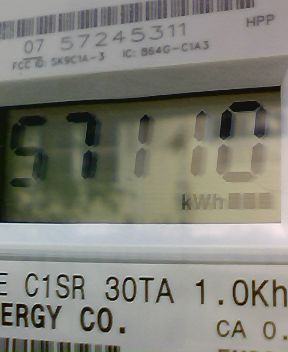 HPP
07 57245311
FCC ID: SK9C1A-3 IC: 864G-C1A3
57110
kWh
E C1SR 30TA 1.0Kh
ERGY CO.
CA 0.